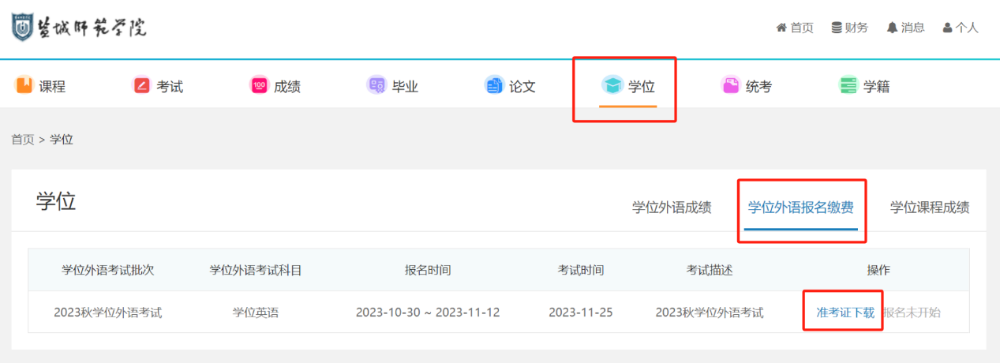 盐城师范学院
首页 财务 消息 个人
课程 考试 100 成绩 毕业 论文 学位 统考 学籍
首页 > 学位
学位
学位外语成绩 学位外语报名缴费 学位课程成绩
学位外语考试批次 学位外语考试科目 报名时间 考试时间 考试描述 操作
2023秋学位外语考试 学位英语 2023-10-30 ~ 2023-11-12 2023-11-25 2023秋学位外语考试 准考证下载 报名未开始